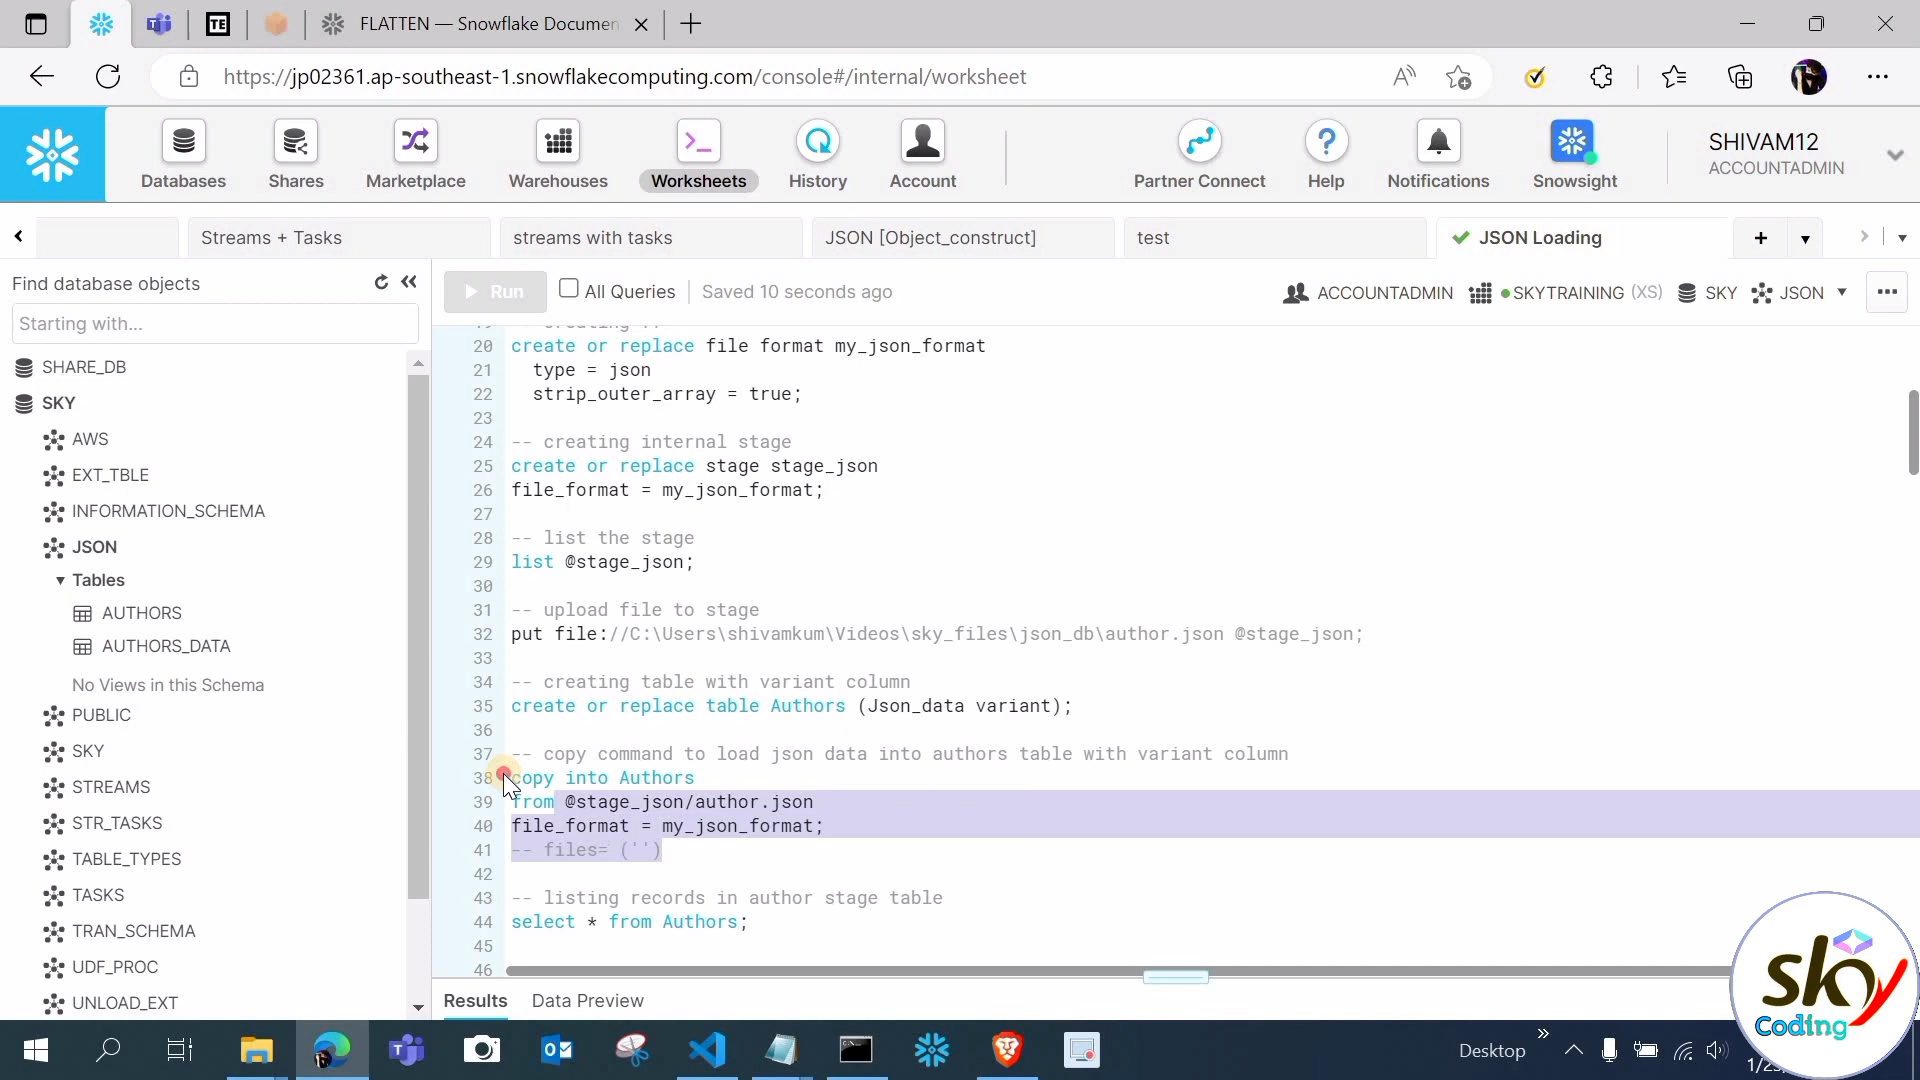 FLATTEN — Snowflake Documen
https://jp02361.ap-southeast-1.snowflakecomputing.com/console#/internal/worksheet
Databases
Shares
Marketplace
Warehouses
Worksheets
History
Account
Partner Connect
Help
Notifications
Snowsight
SHIVAM12
ACCOUNTADMIN
Streams + Tasks
streams with tasks
JSON [Object_construct]
test
JSON Loading
Find database objects
Starting with...
SHARE_DB
SKY
AWS
EXT_TBLE
INFORMATION_SCHEMA
JSON
Tables
AUTHORS
AUTHORS_DATA
No Views in this Schema
PUBLIC
SKY
STREAMS
STR_TASKS
TABLE_TYPES
TASKS
TRAN_SCHEMA
UDF_PROC
UNLOAD_EXT
Run
All Queries
Saved 10 seconds ago
ACCOUNTADMIN
SKYTRAINING (XS)
SKY
JSON
20 create or replace file format my_json_format
21 type = json
22 strip_outer_array = true;
23
24 -- creating internal stage
25 create or replace stage stage_json
26 file_format = my_json_format;
27
28 -- list the stage
29 list @stage_json;
30
31 -- upload file to stage
32 put file://C:\Users\shivamkum\Videos\sky_files\json_db\author.json @stage_json;
33
34 -- creating table with variant column
35 create or replace table Authors (Json_data variant);
36
37 -- copy command to load json data into authors table with variant column
38 copy into Authors
39 from @stage_json/author.json
40 file_format = my_json_format;
41 -- files= ('')
42
43 -- listing records in author stage table
44 select * from Authors;
45
46
Results
Data Preview
Desktop
sky
Coding